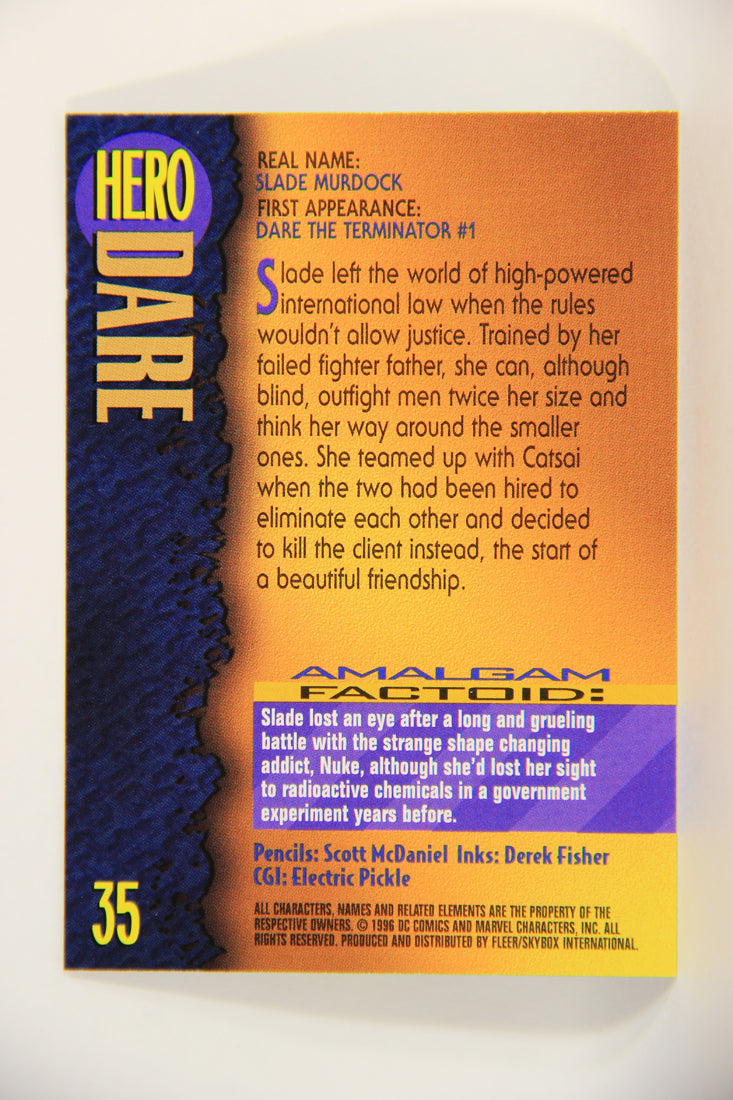 HERO
DARE
REAL NAME:
SLADE MURDOCK
FIRST APPEARANCE:
DARE THE TERMINATOR #1
Slade left the world of high-powered
international law when the rules
wouldn't allow justice. Trained by her
failed fighter father, she can, although
blind, outfight men twice her size and
think her way around the smaller
ones. She teamed up with Catsai
when the two had been hired to
eliminate each other and decided
to kill the client instead, the start of
a beautiful friendship.
AMALGAM
FACTOID:
Slade lost an eye after a long and grueling
battle with the strange shape changing
addict, Nuke, although she'd lost her sight
to radioactive chemicals in a government
experiment years before.
Pencils: Scott McDaniel Inks: Derek Fisher
CGI: Electric Pickle
35
ALL CHARACTERS, NAMES AND RELATED ELEMENTS ARE THE PROPERTY OF THE
RESPECTIVE OWNERS. © 1996 DC COMICS AND MARVEL CHARACTERS, INC. ALL
RIGHTS RESERVED. PRODUCED AND DISTRIBUTED BY FLEER/SKYBOX INTERNATIONAL.